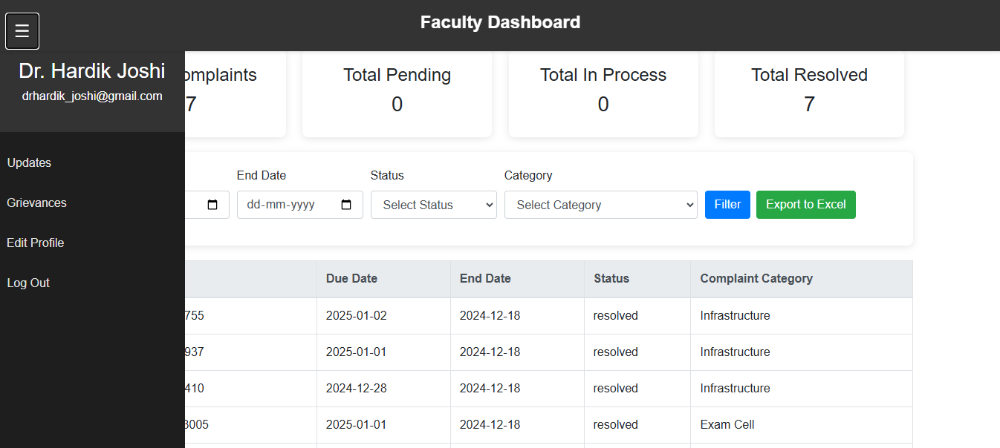 ☰
Faculty Dashboard
Dr. Hardik Joshi
drhardik_joshi@gmail.com
Updates
Grievances
Edit Profile
Log Out
omplaints
7
Total Pending
0
Total In Process
0
Total Resolved
7
End Date
dd-mm-yyyy
Status
Select Status
Category
Select Category
Filter
Export to Excel
Due Date End Date Status Complaint Category
755 2025-01-02 2024-12-18 resolved Infrastructure
937 2025-01-01 2024-12-18 resolved Infrastructure
410 2024-12-28 2024-12-18 resolved Infrastructure
3005 2025-01-01 2024-12-18 resolved Exam Cell